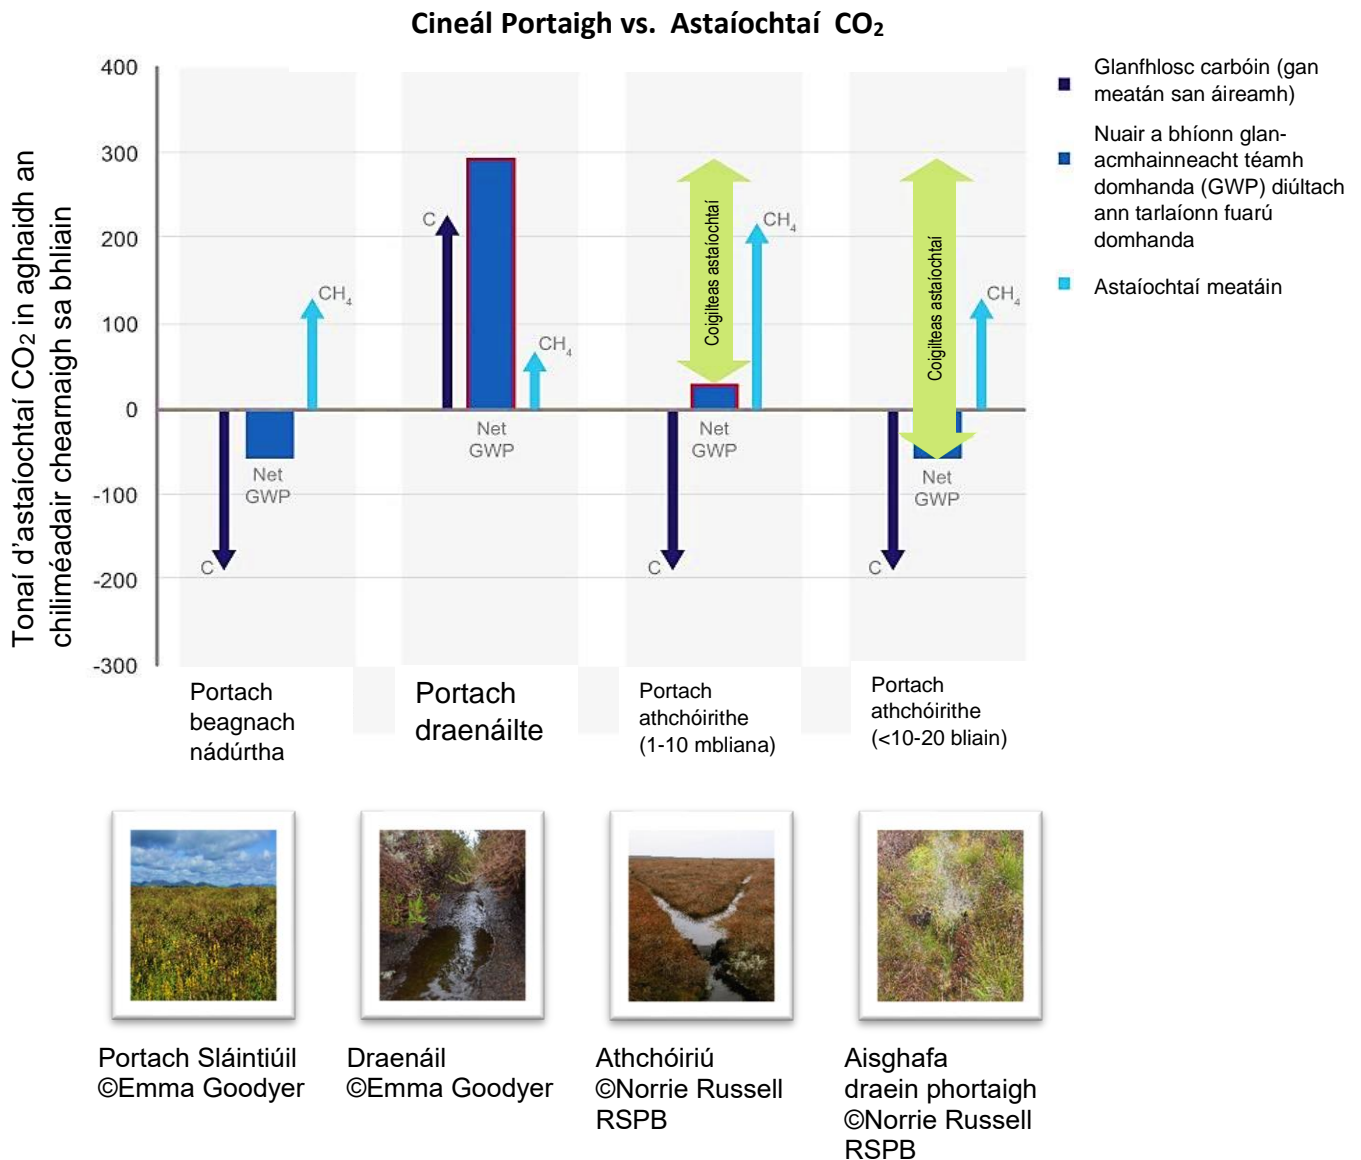 Cineál Portaigh vs. Astaíochtaí CO₂
Tonaí d'astaíochtaí CO2 in aghaidh an
chiliméadair chearnaigh sa bhliain
400
300
200
100
0
-100
-200
-300
C
Net
GWP
CH₄
C
Net
GWP
CH₄
C
Coigilteas astaíochtaí
Net
GWP
CH₄
C
Coigilteas astaíochtaí
Net
GWP
CH₄
Glanfhlosc carbóin (gan
meatán san áireamh)
Nuair a bhíonn glan-
acmhainneacht téamh
domhanda (GWP) diúltach
ann tarlaíonn fuarú
domhanda
Astaíochtaí meatáin
Portach
beagnach
nádúrtha
Portach
draenáilte
Portach
athchóirithe
(1-10 mbliana)
Portach
athchóirithe
(<10-20 bliain)
Portach Sláintiúil
©Emma Goodyer
Draenáil
©Emma Goodyer
Athchóiriú
©Norrie Russell
RSPB
Aisghafa
draein phortaigh
©Norrie Russell
RSPB